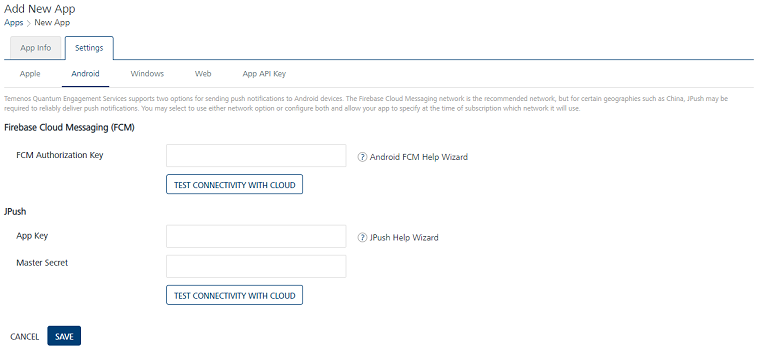 Add New App
Apps > New App
App Info Settings
Apple Android Windows Web App API Key
Temenos Quantum Engagement Services supports two options for sending push notifications to Android devices. The Firebase Cloud Messaging network is the recommended network, but for certain geographies such as China, JPush may be
required to reliably deliver push notifications. You may select to use either network option or configure both and allow your app to specify at the time of subscription which network it will use.
Firebase Cloud Messaging (FCM)
FCM Authorization Key ? Android FCM Help Wizard
TEST CONNECTIVITY WITH CLOUD
JPush
App Key ? JPush Help Wizard
Master Secret
TEST CONNECTIVITY WITH CLOUD
CANCEL SAVE